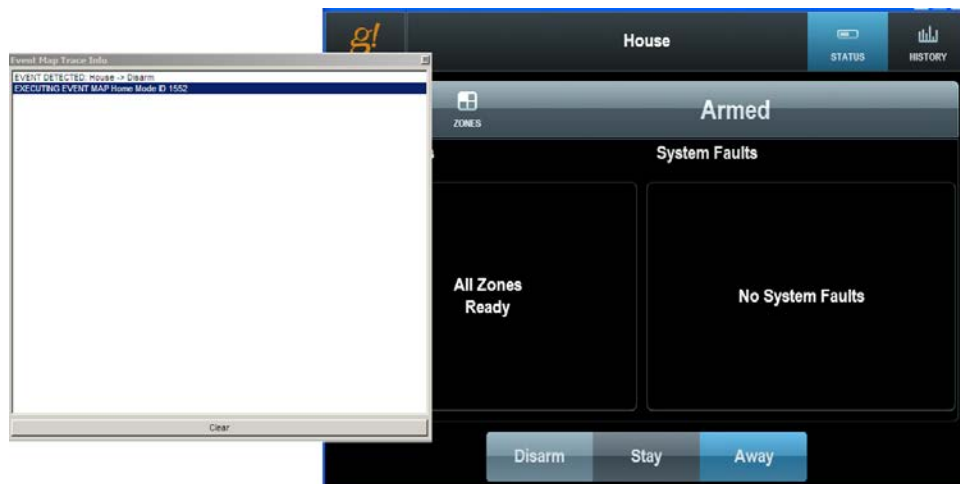 g!
House
STATUS
HISTORY
Event Map Trace Info
EVENT DETECTED: House -> Disarm
EXECUTING EVENT MAP Home Mode ID 1552
ZONES
Armed
System Faults
All Zones
Ready
No System Faults
Clear
Disarm
Stay
Away